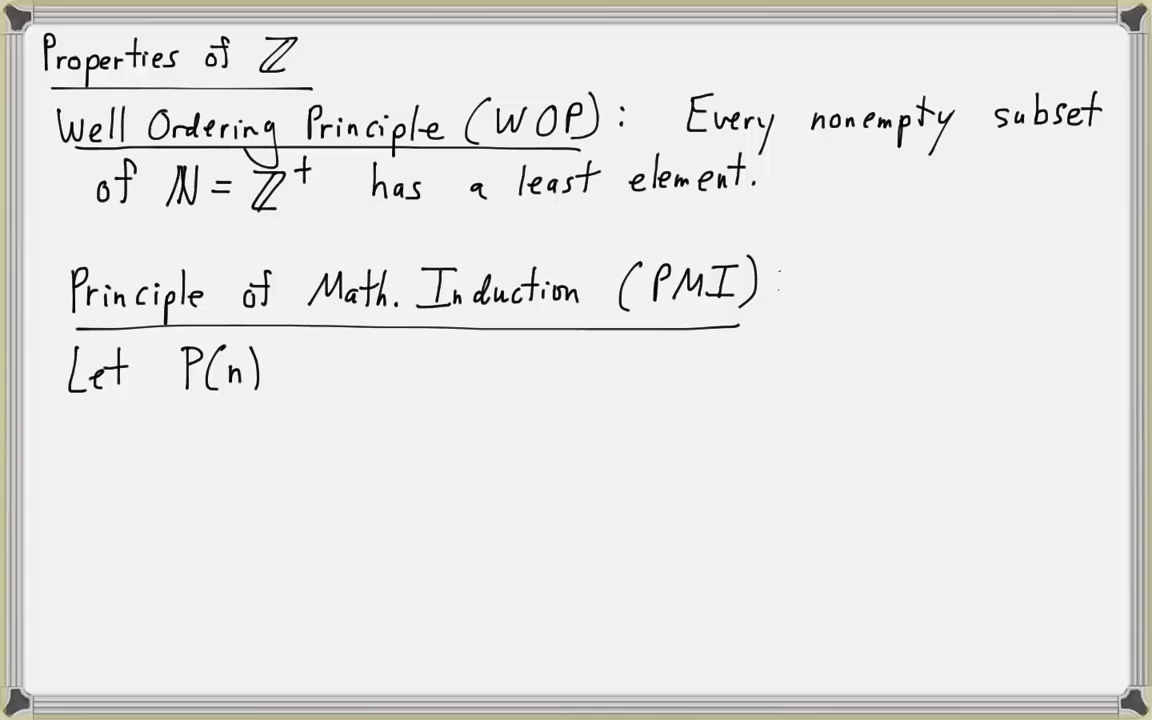 Properties of ℤ
Well Ordering Principle (WOP): Every nonempty subset
of ℕ = ℤ⁺ has a least element.
Principle of Math. Induction (PMI):
Let P(n)